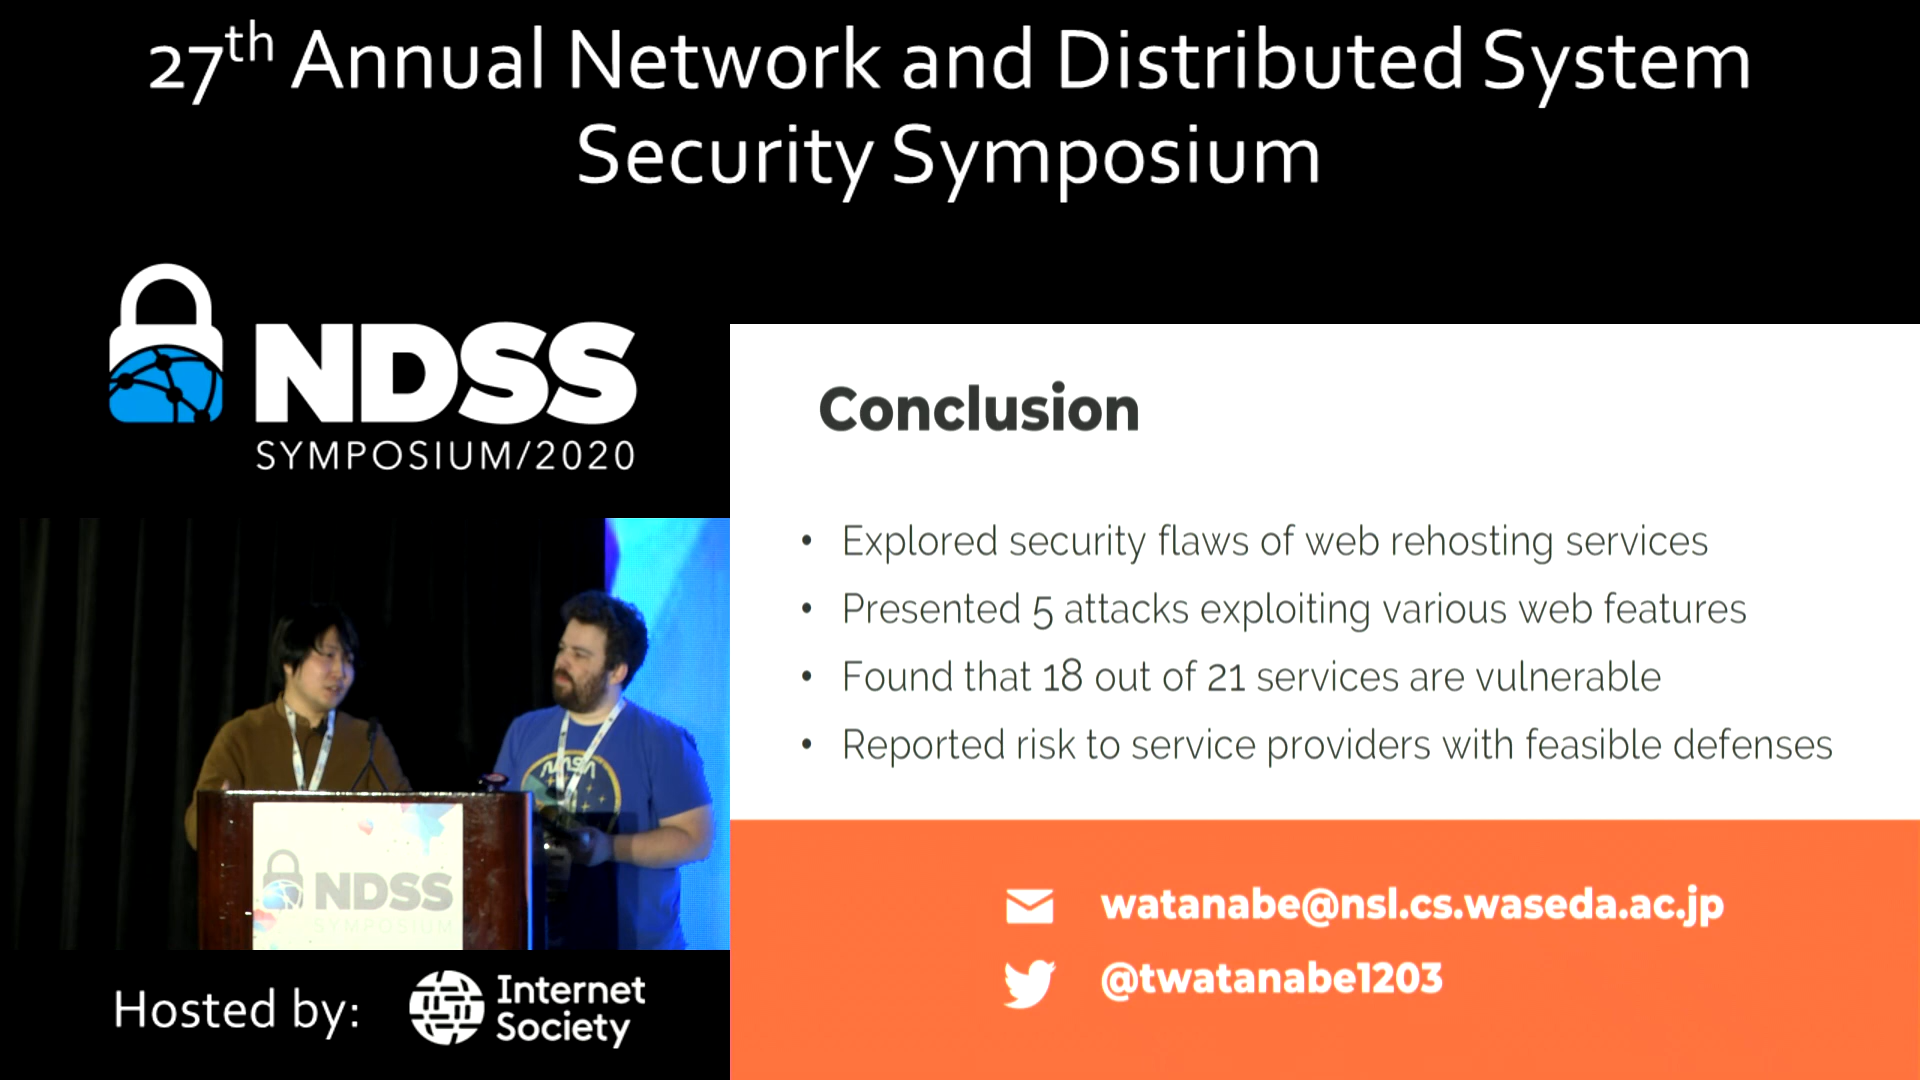 27th Annual Network and Distributed System
Security Symposium
NDSS
SYMPOSIUM/2020
Conclusion
• Explored security flaws of web rehosting services
• Presented 5 attacks exploiting various web features
• Found that 18 out of 21 services are vulnerable
• Reported risk to service providers with feasible defenses
watanabe@nsl.cs.waseda.ac.jp
@twatanabe1203
NASA
NDSS
SYMPOSIUM
Hosted by:
Internet
Society